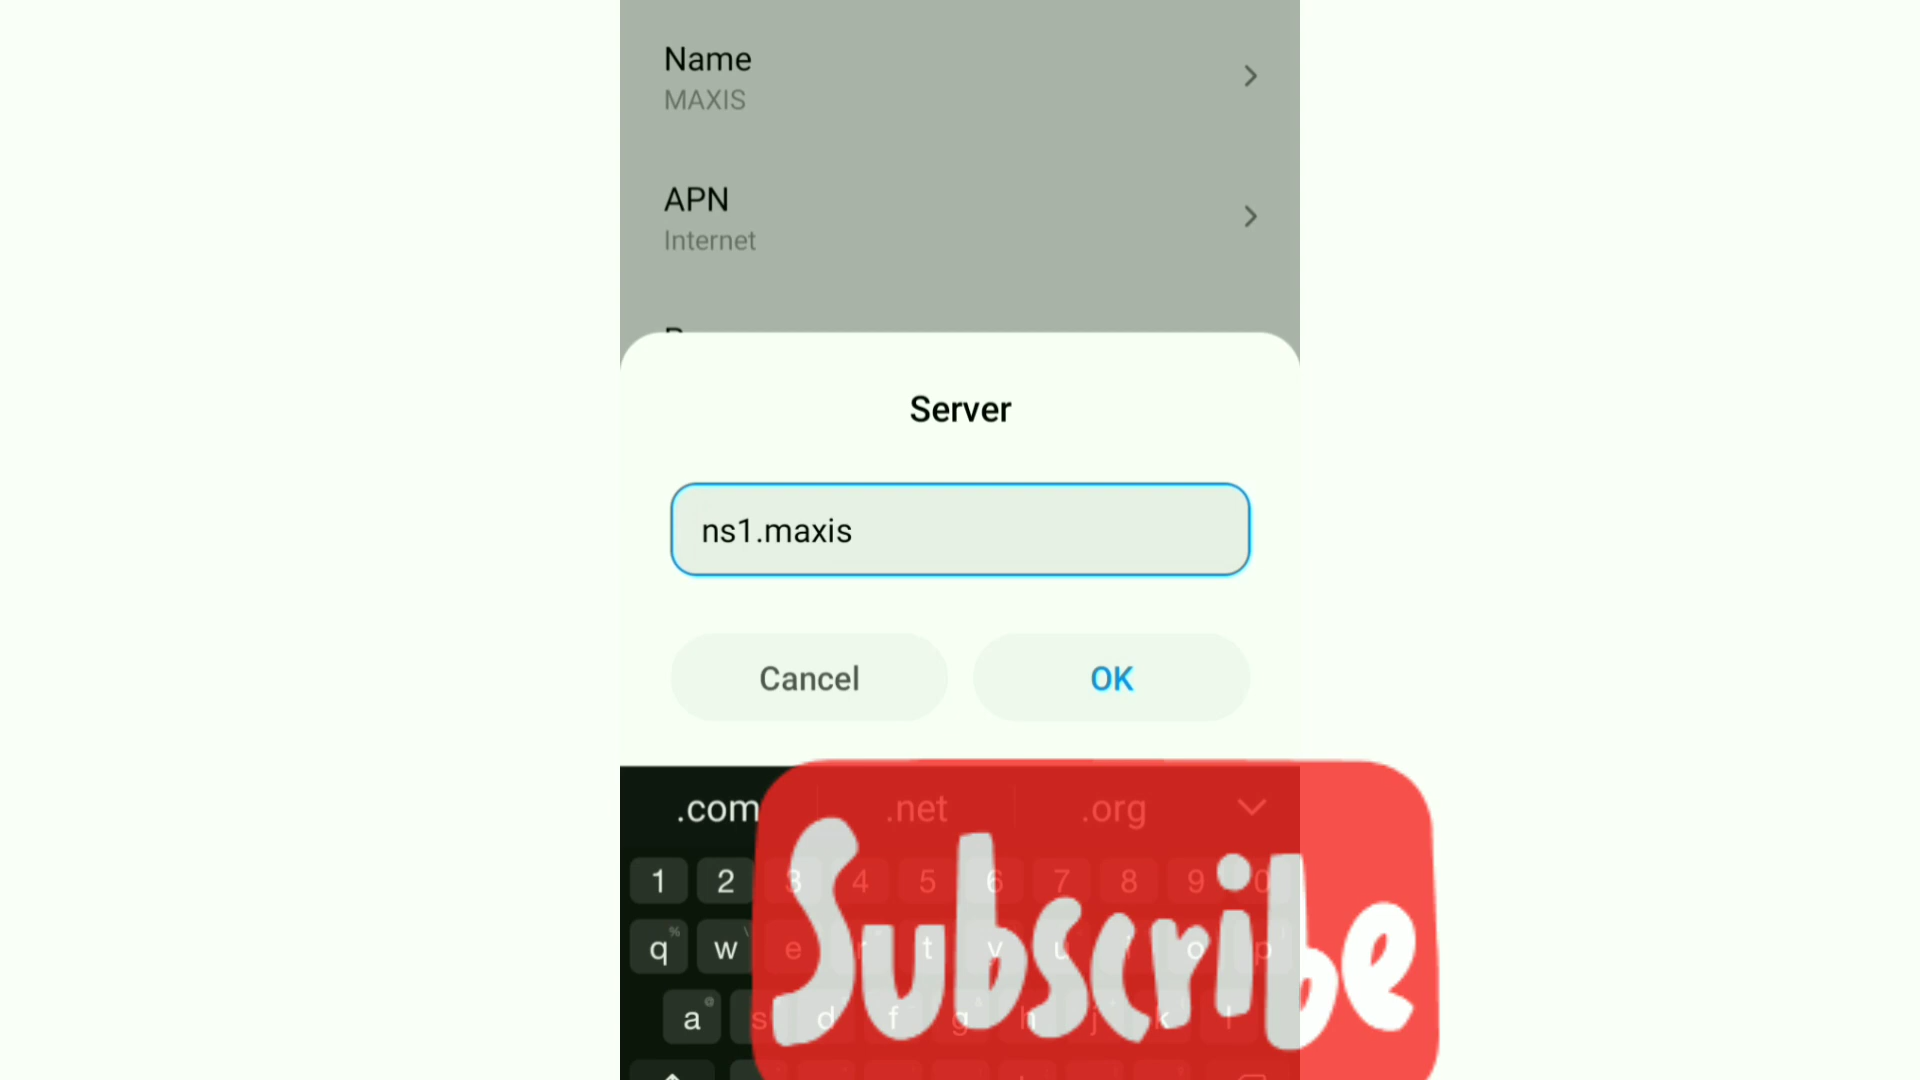 Name
MAXIS
APN
Internet
Server
ns1.maxis
Cancel
OK
.com .net .org
1 2 3 4 5 6 7 8 9 0
q w e r t y u i o p
a s d f g h j k l
Subscribe